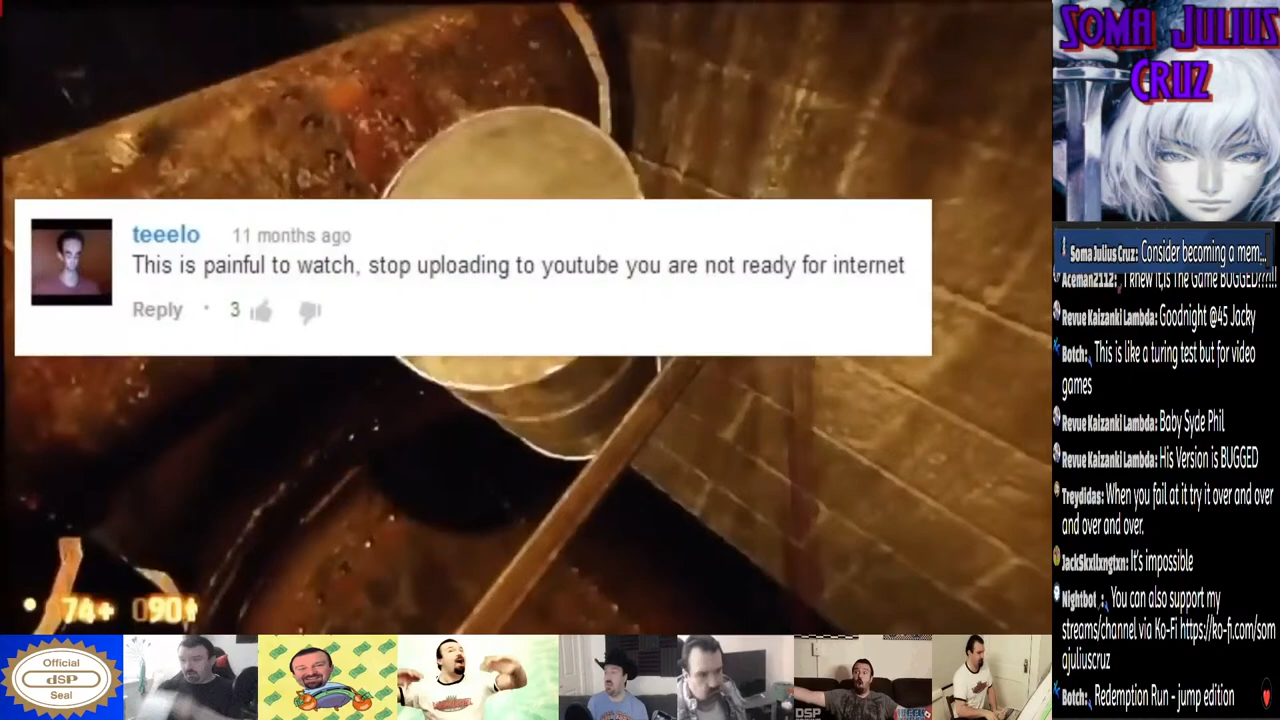 SOMA JULIUS
CRUZ
teeelo 11 months ago
This is painful to watch, stop uploading to youtube you are not ready for internet
Reply · 3
Soma Julius Cruz: Consider becoming a mem...
Aceman2112: I knew it,Is The Game BUGGED???!!!
Revue Kaizanki Lambda: Goodnight @45 Jacky
Botch: This is like a turing test but for video
games
Revue Kaizanki Lambda: Baby Syde Phil
Revue Kaizanki Lambda: His Version is BUGGED
Treydidas: When you fail at it try it over and over
and over and over.
JackSkxllxngtxn: It's impossible
Nightbot: You can also support my
streams/channel via Ko-Fi https://ko-fi.com/som
ajuliuscruz
Botch: Redemption Run - jump edition
74+ 090
Official
dSP
Seal
DSP